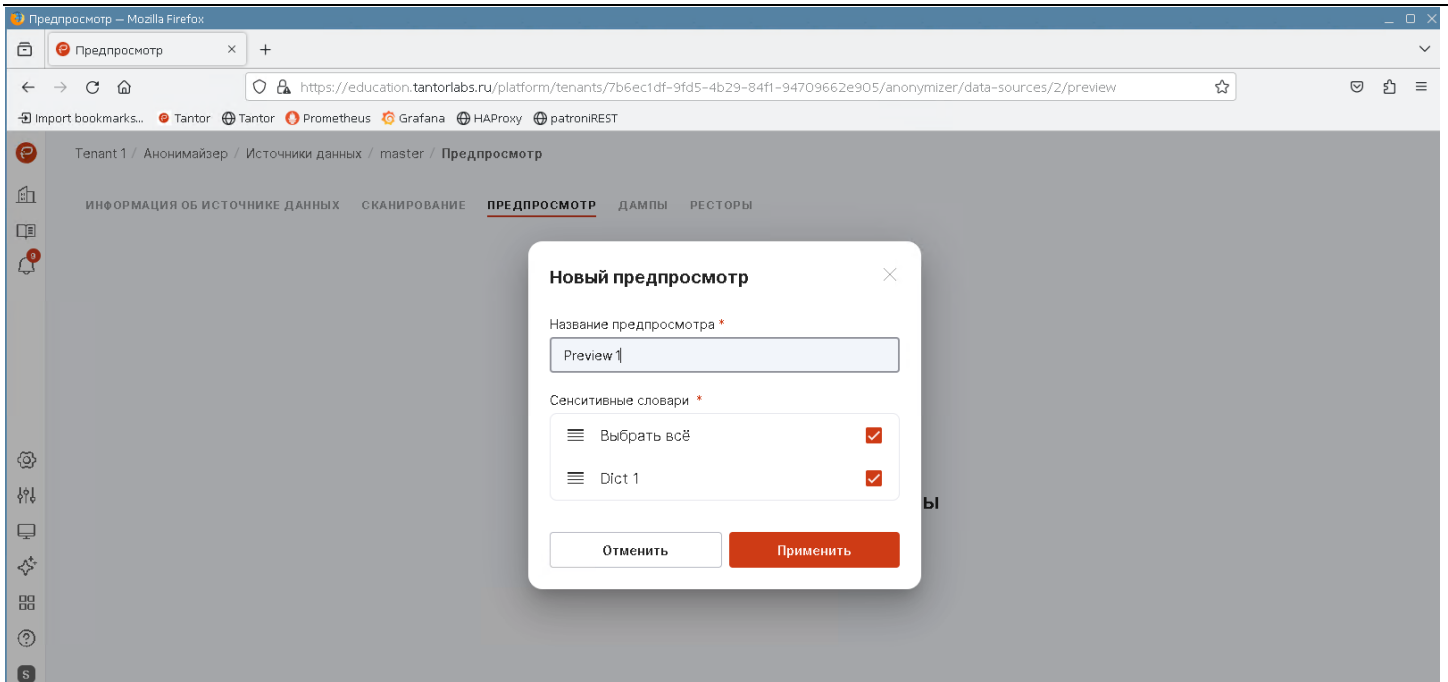 Предпросмотр — Mozilla Firefox
Предпросмотр
https://education.tantorlabs.ru/platform/tenants/7b6ec1df-9fd5-4b29-84f1-94709662e905/anonymizer/data-sources/2/preview
Import bookmarks... Tantor Tantor Prometheus Grafana HAProxy patroniREST
Tenant 1 / Анонимайзер / Источники данных / master / Предпросмотр
ИНФОРМАЦИЯ ОБ ИСТОЧНИКЕ ДАННЫХ СКАНИРОВАНИЕ ПРЕДПРОСМОТР ДАМПЫ РЕСТОРЫ
9
Новый предпросмотр
Название предпросмотра *
Preview 1
Сенситивные словари *
Выбрать всё
Dict 1
ы
Отменить Применить
S